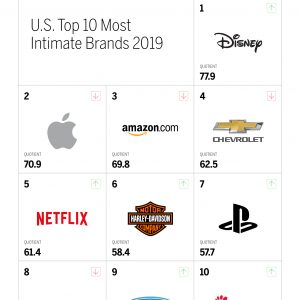 U.S. Top 10 Most
Intimate Brands 2019
1
Disney
QUOTIENT
77.9
2
QUOTIENT
70.9
3
amazon.com
QUOTIENT
69.8
4
CHEVROLET
QUOTIENT
62.5
5
NETFLIX
QUOTIENT
61.4
6
MOTOR
HARLEY-DAVIDSON
COMPANY
QUOTIENT
58.4
7
QUOTIENT
57.7
8
9
10